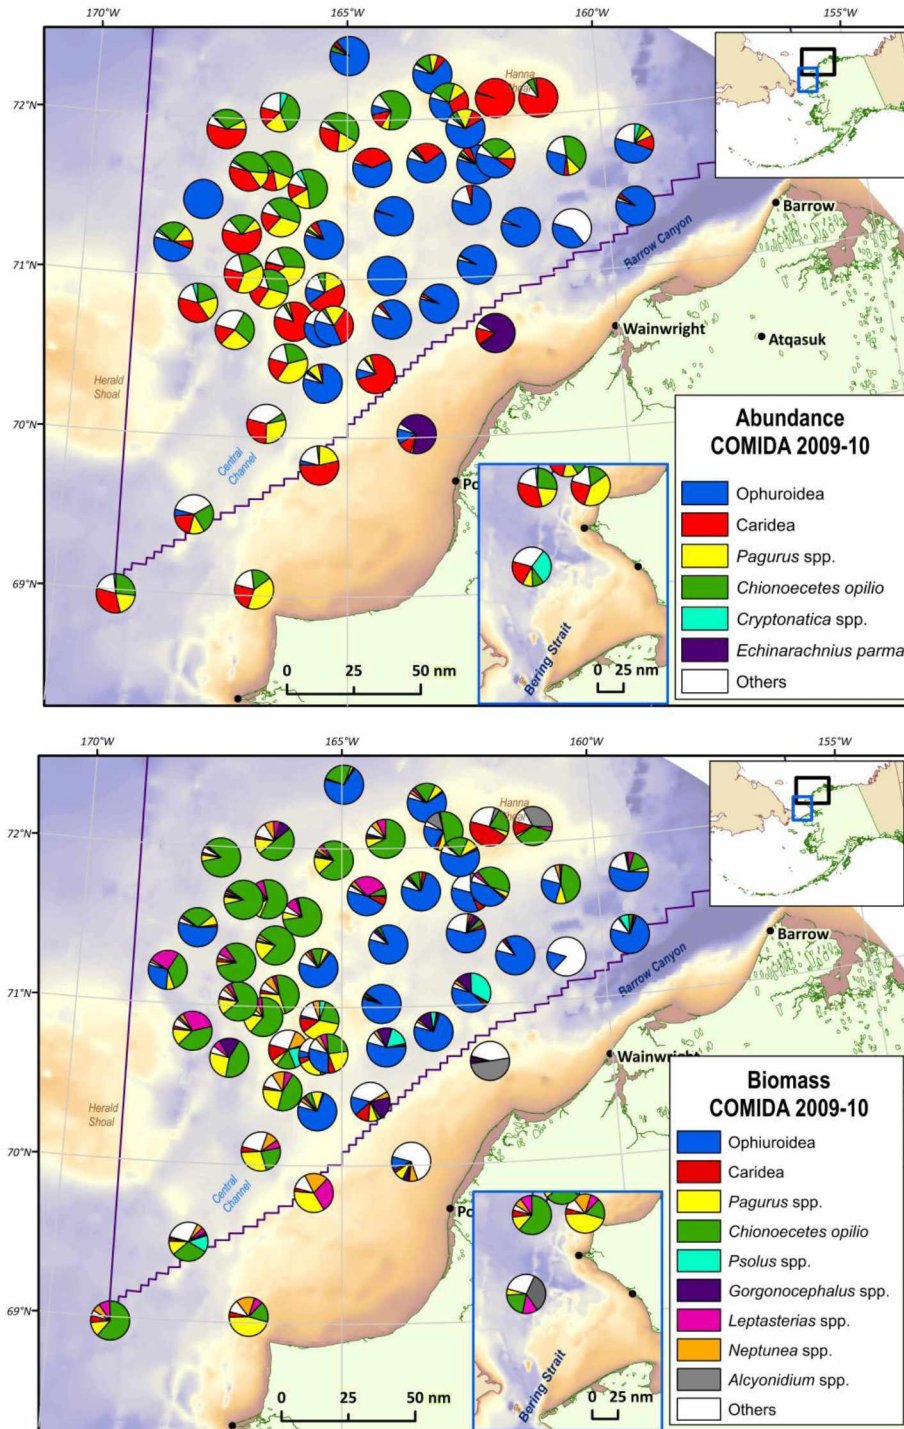 170°W 165°W 160°W 155°W
Hanna
Shoal
72°N
Barrow
Barrow Canyon
71°N
Wainwright
Atqasuk
Herald
Shoal
70°N
Central
Channel
Abundance
COMIDA 2009-10
Ophuroidea
Caridea
Pagurus spp.
Chionoecetes opilio
Cryptonatica spp.
Echinarachnius parma
Others
69°N
0 25 50 nm
Bering Strait
0 25 nm
170°W 165°W 160°W 155°W
Hanna
Shoal
72°N
Barrow
Barrow Canyon
71°N
Wainwright
Herald
Shoal
70°N
Central
Channel
Biomass
COMIDA 2009-10
Ophiuroidea
Caridea
Pagurus spp.
Chionoecetes opilio
Psolus spp.
Gorgonocephalus spp.
Leptasterias spp.
Neptunea spp.
Alcyonidium spp.
Others
69°N
0 25 50 nm
Bering Strait
0 25 nm